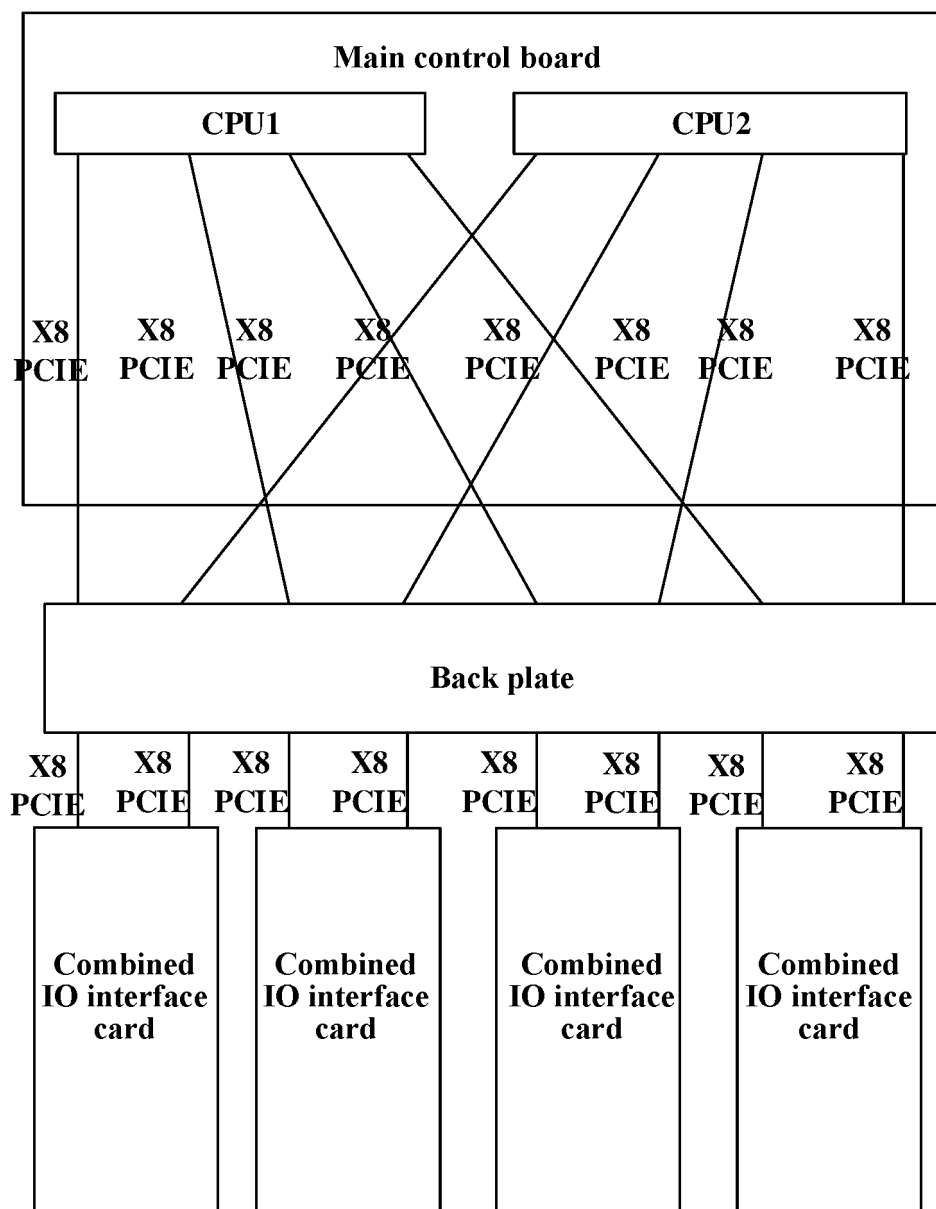 Main control board
CPU1 CPU2
X8 X8 X8 X8 X8 X8 X8 X8
PCIE PCIE PCIE PCIE PCIE PCIE PCIE PCIE
Back plate
X8 X8 X8 X8 X8 X8 X8 X8
PCIE PCIE PCIE PCIE PCIE PCIE PCIE PCIE
Combined
IO interface
card
Combined
IO interface
card
Combined
IO interface
card
Combined
IO interface
card